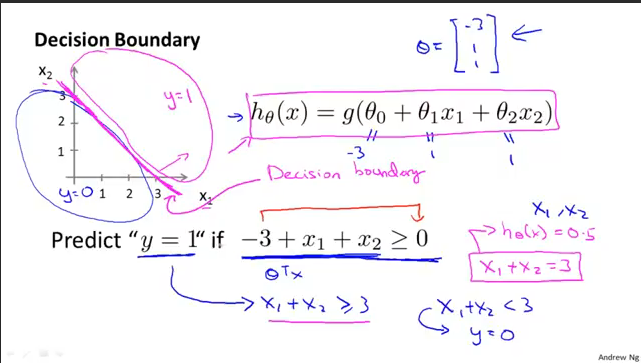 Decision Boundary
θ = [-3 1 1]
x₂
3
2
1
y=1
y=0 1 2 3 x₁
h_θ(x) = g(θ₀ + θ₁x₁ + θ₂x₂)
-3 1 1
Decision boundary
Predict “y = 1“ if -3 + x₁ + x₂ ≥ 0
θᵀx
x₁ + x₂ ≥ 3
x₁, x₂
h_θ(x) = 0.5
x₁ + x₂ = 3
x₁ + x₂ < 3
y = 0
Andrew Ng